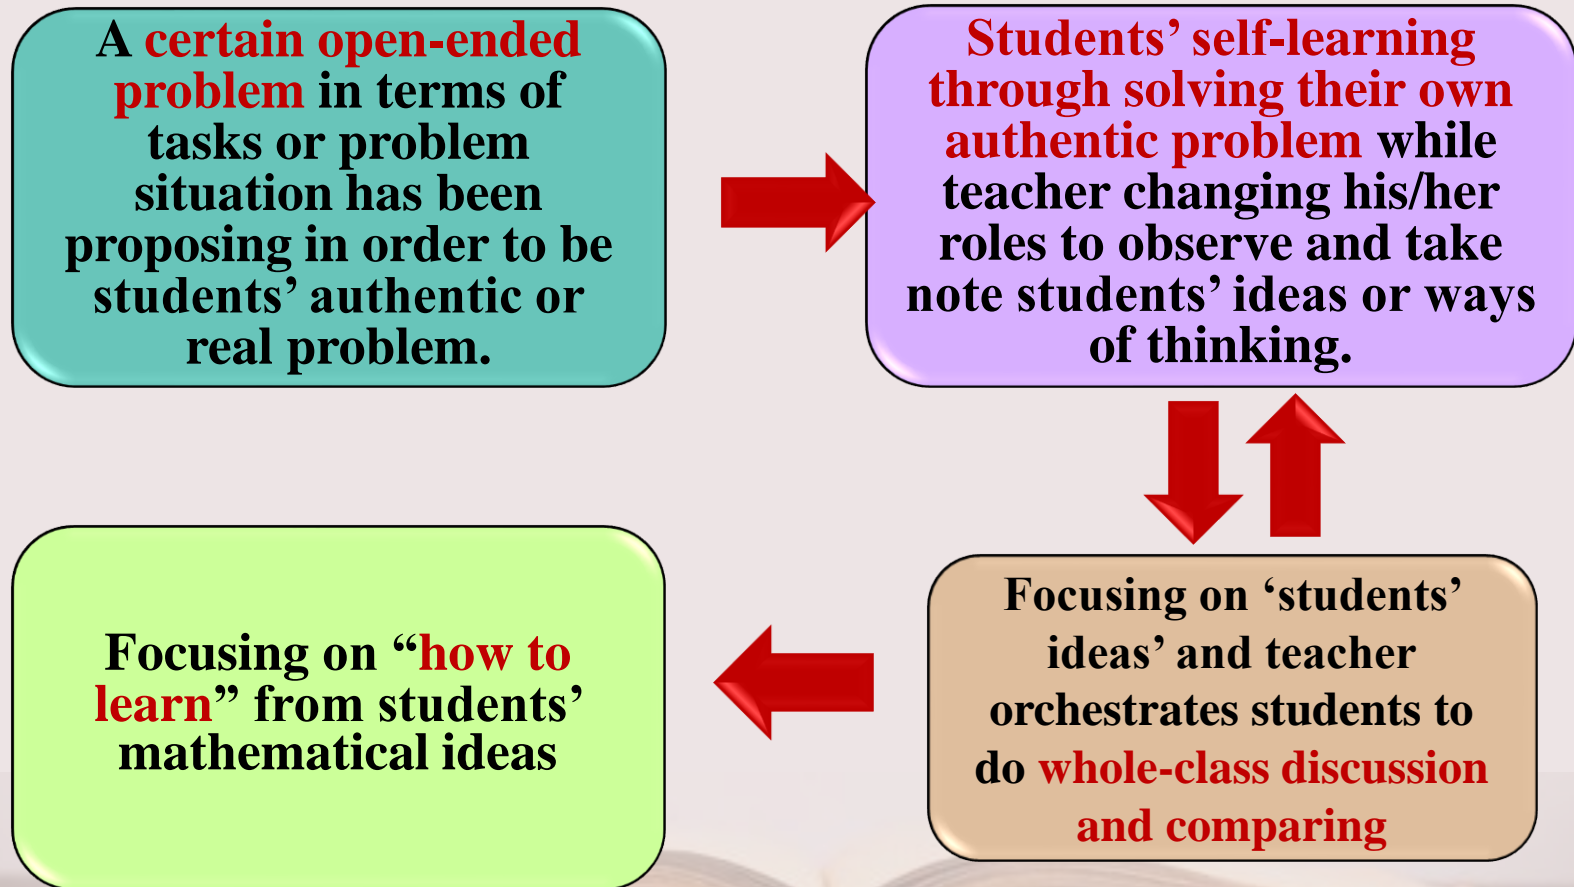 A certain open-ended
problem in terms of
tasks or problem
situation has been
proposing in order to be
students’ authentic or
real problem.
Students’ self-learning
through solving their own
authentic problem while
teacher changing his/her
roles to observe and take
note students’ ideas or ways
of thinking.
Focusing on ‘students’
ideas’ and teacher
orchestrates students to
do whole-class discussion
and comparing
Focusing on “how to
learn” from students’
mathematical ideas